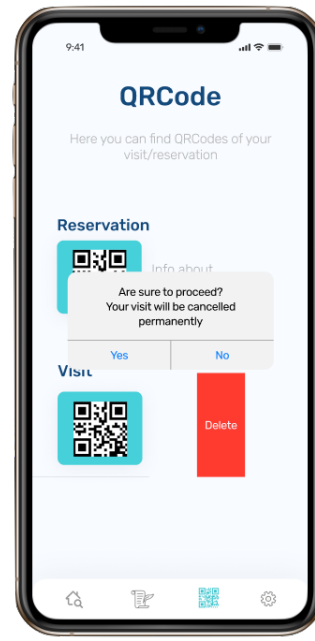 9:41
QRCode
Here you can find QRCodes of your
visit/reservation
Reservation
Info about
Are sure to proceed?
Your visit will be cancelled
permanently
Yes
No
Visit
Delete